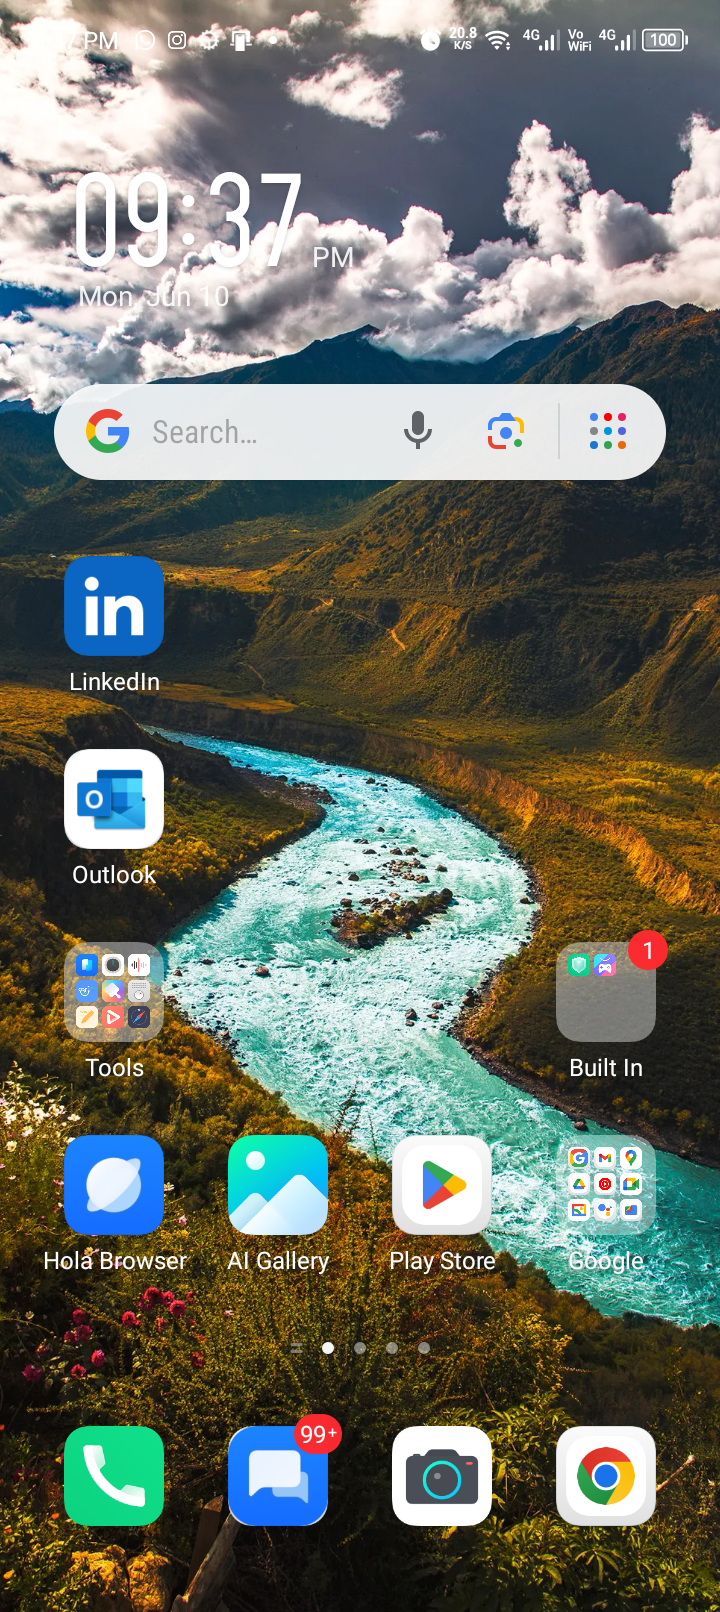 PM
20.8
K/S
4G
Vo
WiFi
4G
100
09:37
PM
Mon, Jun 10
Search…
in
LinkedIn
O
Outlook
1
Tools
Built In
Hola Browser
AI Gallery
Play Store
Google
99+